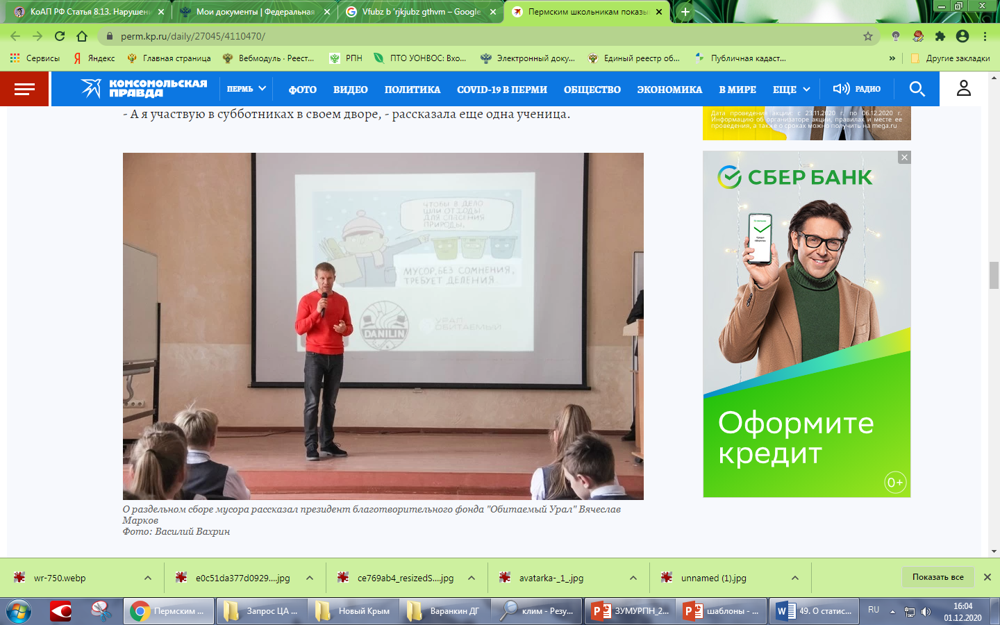 КоАП РФ Статья 8.13. Нарушен
Мои документы | Федеральная
Vfubz b 'rjkjubz gthvm – Google
Пермским школьникам показы
perm.kp.ru/daily/27045/4110470/
Сервисы
Яндекс
Главная страница
Вебмодуль · Реест...
РПН
ПТО УОНВОС: Вхо...
Электронный доку...
Единый реестр об...
Публичная кадаст...
»
Другие закладки
КОМСОМОЛЬСКАЯ
ПРАВДА
ПЕРМЬ
ФОТО
ВИДЕО
ПОЛИТИКА
COVID-19 В ПЕРМИ
ОБЩЕСТВО
ЭКОНОМИКА
В МИРЕ
ЕЩЕ
РАДИО
- А я участвую в субботниках в своем дворе, - рассказала еще одна ученица.
Дата проведения акции: с 23.11.2020 г. по 06.12.2020 г.
Информацию об организаторе акции, правилах и месте ее
проведения, а также о сроках можно получить на mega.ru
ЧТОБЫ В ДЕЛО
ШЛИ ОТХОДЫ
ДЛЯ СПАСЕНИЯ
ПРИРОДЫ,
МУСОР, БЕЗ СОМНЕНИЯ,
ТРЕБУЕТ ДЕЛЕНИЯ.
DANILIN
УРАЛ
ОБИТАЕМЫЙ
СБЕР БАНК
Оформите
кредит
0+
О раздельном сборе мусора рассказал президент благотворительного фонда "Обитаемый Урал" Вячеслав
Марков
Фото: Василий Вахрин
wr-750.webp
e0c51da377d0929....jpg
ce769ab4_resizedS....jpg
avatarka-_1_.jpg
unnamed (1).jpg
Показать все
Пермским ...
Запрос ЦА ...
Новый Крым
Варанкин ДГ
клим - Резу...
ЗУМУРПН_2...
шаблоны - ...
49. О статис...
RU
16:04
01.12.2020